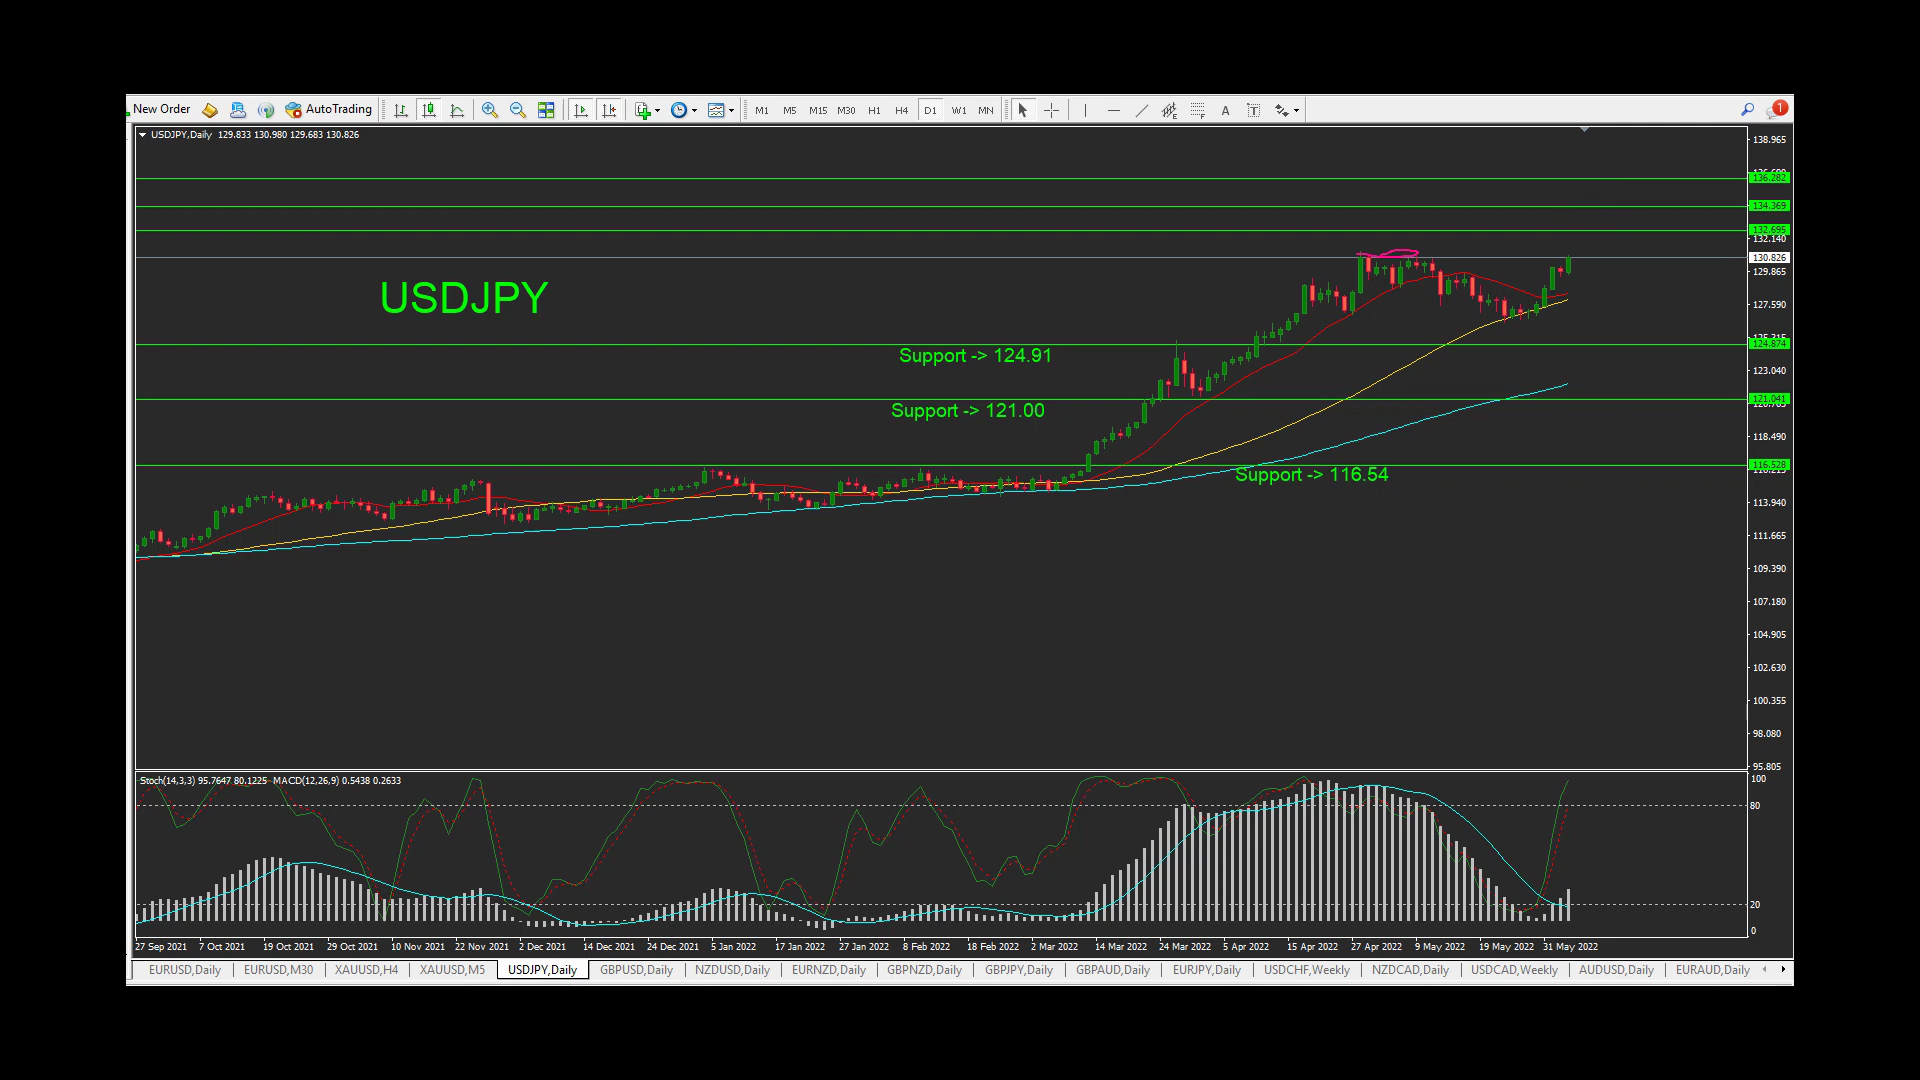 New Order AutoTrading M1 M5 M15 M30 H1 H4 D1 W1 MN A T 1
USDJPY,Daily 129.833 130.980 129.683 130.826
138.965
136.282
134.369
132.695
132.140
130.826
129.865
USDJPY
127.590
124.874
Support -> 124.91
123.040
121.041
Support -> 121.00
118.490
116.528
Support -> 116.54
113.940
111.665
109.390
107.180
104.905
102.630
100.355
98.080
95.805
Stoch(14,3,3) 95.7647 80.1225 MACD(12,26,9) 0.5438 0.2633
100
80
20
0
27 Sep 2021 7 Oct 2021 19 Oct 2021 29 Oct 2021 10 Nov 2021 22 Nov 2021 2 Dec 2021 14 Dec 2021 24 Dec 2021 5 Jan 2022 17 Jan 2022 27 Jan 2022 8 Feb 2022 18 Feb 2022 2 Mar 2022 14 Mar 2022 24 Mar 2022 5 Apr 2022 15 Apr 2022 27 Apr 2022 9 May 2022 19 May 2022 31 May 2022
EURUSD,Daily EURUSD,M30 XAUUSD,H4 XAUUSD,M5 USDJPY,Daily GBPUSD,Daily NZDUSD,Daily EURNZD,Daily GBPNZD,Daily GBPJPY,Daily GBPAUD,Daily EURJPY,Daily USDCHF,Weekly NZDCAD,Daily USDCAD,Weekly AUDUSD,Daily EURAUD,Daily